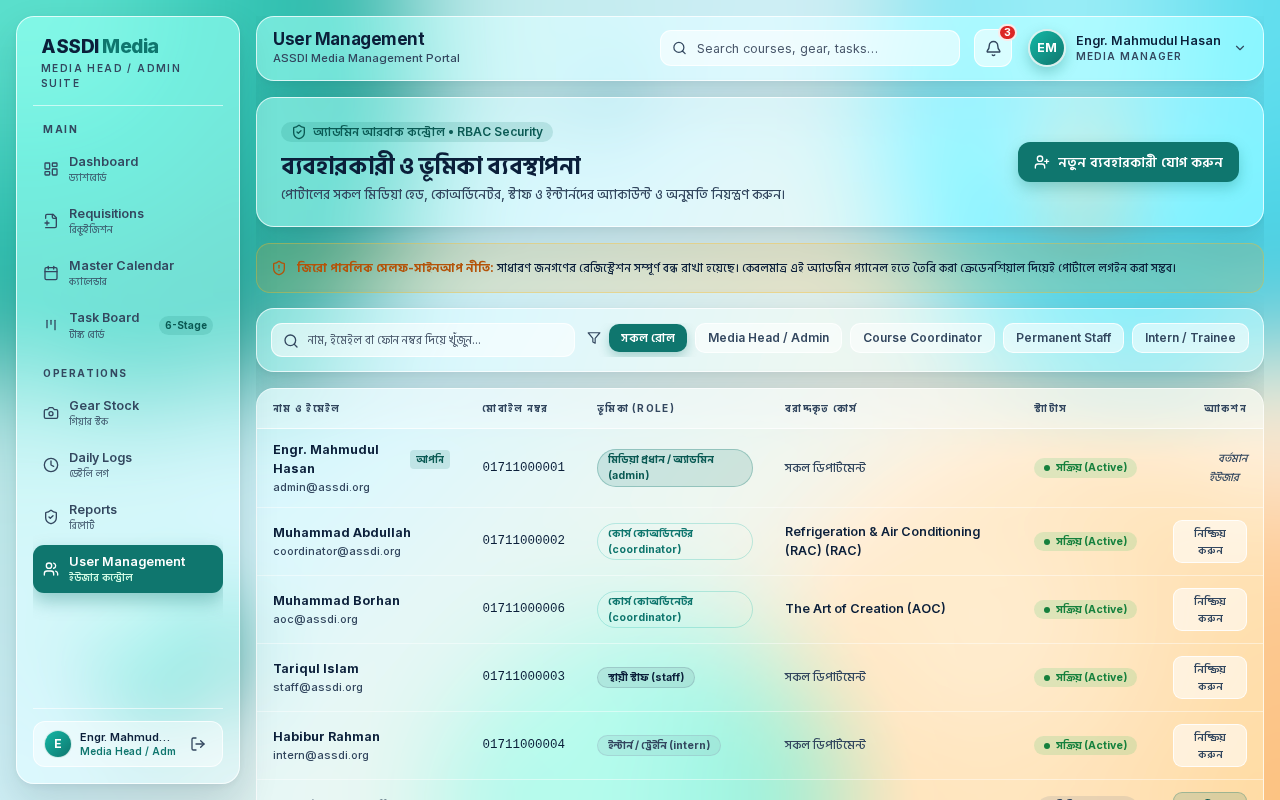 ASSDI Media
MEDIA HEAD / ADMIN
SUITE
MAIN
Dashboard
ড্যাশবোর্ড
Requisitions
রিকুইজিশন
Master Calendar
ক্যালেন্ডার
Task Board
টাস্ক বোর্ড
6-Stage
OPERATIONS
Gear Stock
গিয়ার স্টক
Daily Logs
ডেইলি লগ
Reports
রিপোর্ট
User Management
ইউজার কন্ট্রোল
Engr. Mahmud...
Media Head / Adm
E
User Management
ASSDI Media Management Portal
Search courses, gear, tasks...
3
EM
Engr. Mahmudul Hasan
MEDIA MANAGER
অ্যাডমিন আরবাক কন্ট্রোল • RBAC Security
ব্যবহারকারী ও ভূমিকা ব্যবস্থাপনা
পোর্টালের সকল মিডিয়া হেড, কোঅর্ডিনেটর, স্টাফ ও ইন্টার্নদের অ্যাকাউন্ট ও অনুমতি নিয়ন্ত্রণ করুন।
নতুন ব্যবহারকারী যোগ করুন
জিরো পাবলিক সেলফ-সাইনআপ নীতি: সাধারণ জনগণের রেজিস্ট্রেশন সম্পূর্ণ বন্ধ রাখা হয়েছে। কেবলমাত্র এই অ্যাডমিন প্যানেল হতে তৈরি করা ক্রেডেনশিয়াল দিয়েই পোর্টালে লগইন করা সম্ভব।
নাম, ইমেইল বা ফোন নম্বর দিয়ে খুঁজুন...
সকল রোল
Media Head / Admin
Course Coordinator
Permanent Staff
Intern / Trainee
নাম ও ইমেইল
মোবাইল নম্বর
ভূমিকা (ROLE)
বরাদ্দকৃত কোর্স
স্ট্যাটাস
অ্যাকশন
Engr. Mahmudul
Hasan
আপনি
admin@assdi.org
01711000001
মিডিয়া প্রধান / অ্যাডমিন
(admin)
সকল ডিপার্টমেন্ট
সক্রিয় (Active)
বর্তমান
ইউজার
Muhammad Abdullah
coordinator@assdi.org
01711000002
কোর্স কোঅর্ডিনেটর
(coordinator)
Refrigeration & Air Conditioning
(RAC) (RAC)
সক্রিয় (Active)
নিষ্ক্রিয়
করুন
Muhammad Borhan
aoc@assdi.org
01711000006
কোর্স কোঅর্ডিনেটর
(coordinator)
The Art of Creation (AOC)
সক্রিয় (Active)
নিষ্ক্রিয়
করুন
Tariqul Islam
staff@assdi.org
01711000003
স্থায়ী স্টাফ (staff)
সকল ডিপার্টমেন্ট
সক্রিয় (Active)
নিষ্ক্রিয়
করুন
Habibur Rahman
intern@assdi.org
01711000004
ইন্টার্ন / ট্রেইনি (intern)
সকল ডিপার্টমেন্ট
সক্রিয় (Active)
নিষ্ক্রিয়
করুন